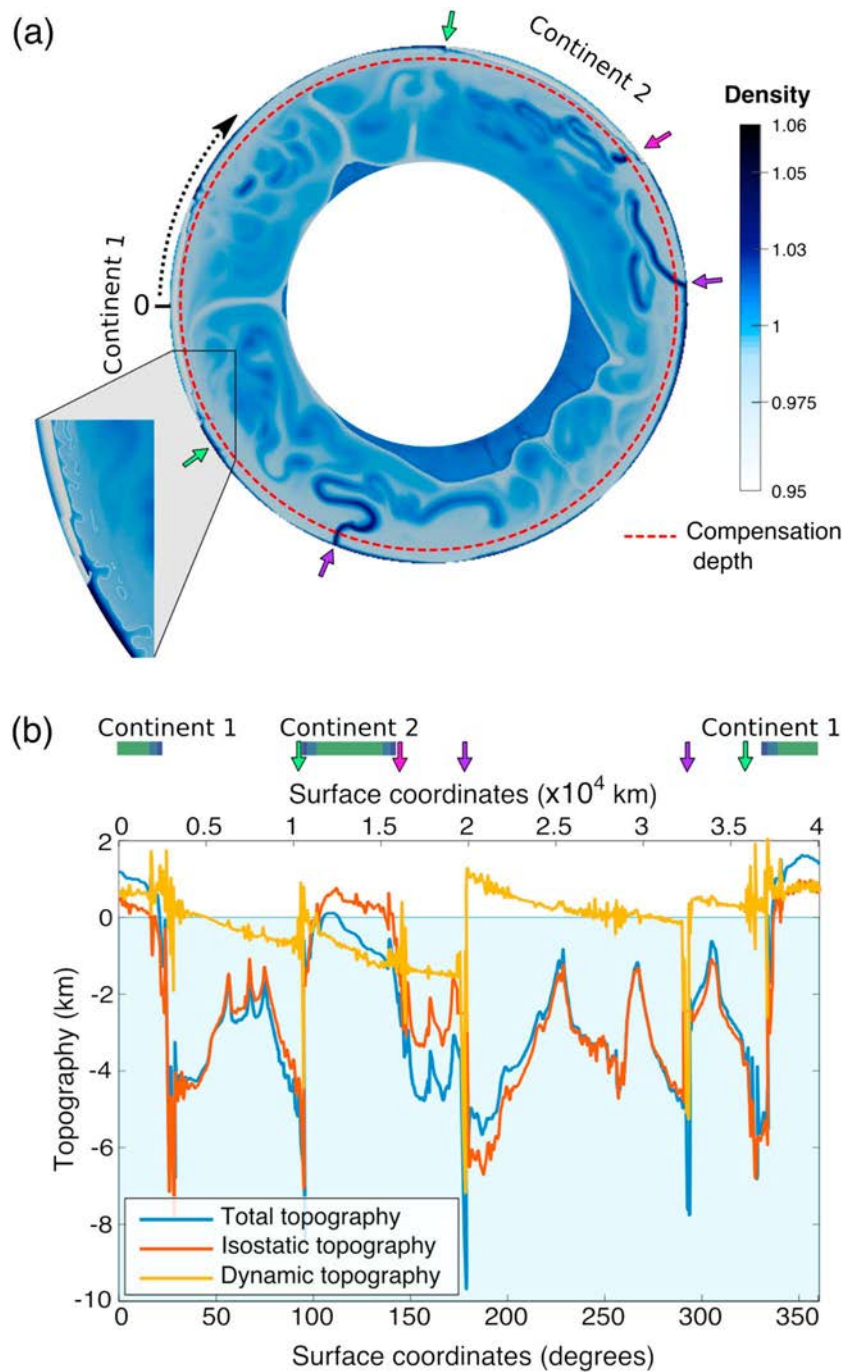 (a)
Continent 2
Density
1.06
1.05
1.03
1
0.975
0.95
Continent 1
0
Compensation
depth
(b)
Continent 1
Continent 2
Continent 1
Surface coordinates (x10⁴ km)
0 0.5 1 1.5 2 2.5 3 3.5 4
Topography (km)
2
0
-2
-4
-6
-8
-10
Total topography
Isostatic topography
Dynamic topography
0 50 100 150 200 250 300 350
Surface coordinates (degrees)